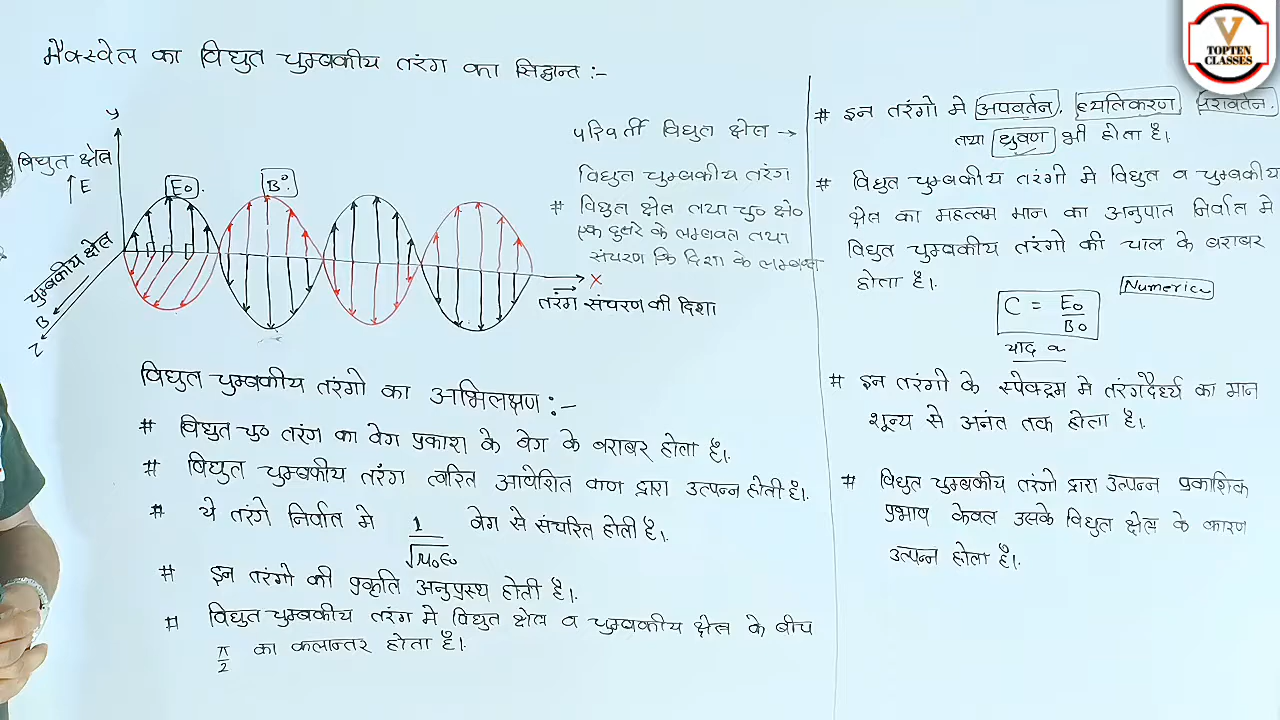 मैक्सवेल का विद्युत चुम्बकीय तरंग का सिद्धान्त :-
y
विद्युत क्षेत्र
E
E₀
B₀
चुम्बकीय क्षेत्र
B
Z
X
तरंग संचरण की दिशा
परिवर्ती विद्युत क्षेत्र →
विद्युत चुम्बकीय तरंग
# विद्युत क्षेत्र तथा चु० क्षे०
एक दुसरे के लम्बवत तथा
संचरण कि दिशा के लम्बवत
विद्युत चुम्बकीय तरंगो का अभिलक्षण :-
# विद्युत चु० तरंग का वेग प्रकाश के वेग के बराबर होता है।
# विद्युत चुम्बकीय तरंग त्वरित आवेशित कण द्वारा उत्पन्न होती है।
# ये तरंगे निर्वात मे 1/√μ₀ε₀ वेग से संचरित होती है।
# इन तरंगो की प्रकृति अनुप्रस्थ होती है।
# विद्युत चुम्बकीय तरंग मे विद्युत क्षेत्र व चुम्बकीय क्षेत्र के बीच
π/2 का कलान्तर होता है।
# इन तरंगो मे अपवर्तन, व्यतिकरण, परावर्तन,
तथा ध्रुवण भी होता है।
# विद्युत चुम्बकीय तरंगो मे विद्युत व चुम्बकीय
क्षेत्र का महत्तम मान का अनुपात निर्वात मे
विद्युत चुम्बकीय तरंगो की चाल के बराबर
होता है।
Numerics
C = E₀/B₀
याद
# इन तरंगो के स्पेक्ट्रम मे तरंगदैर्ध्य का मान
शून्य से अनंत तक होता है।
# विद्युत चुम्बकीय तरंगो द्वारा उत्पन्न प्रकाशिक
प्रभाव केवल उसके विद्युत क्षेत्र के कारण
उत्पन्न होता है।
V
TOPTEN
CLASSES